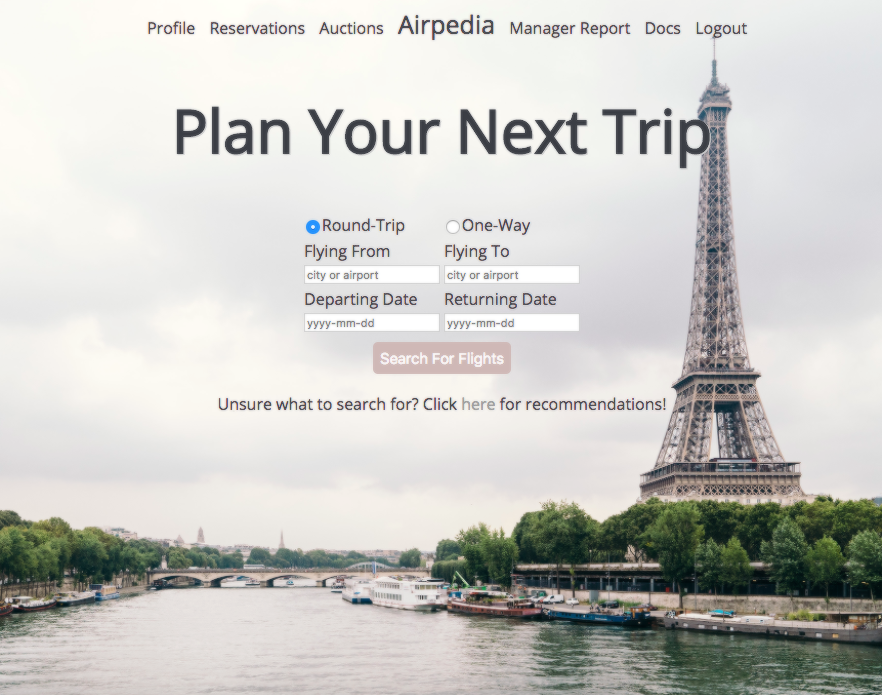 Profile Reservations Auctions Airpedia Manager Report Docs Logout
Plan Your Next Trip
Round-Trip One-Way
Flying From Flying To
city or airport city or airport
Departing Date Returning Date
yyyy-mm-dd yyyy-mm-dd
Search For Flights
Unsure what to search for? Click here for recommendations!